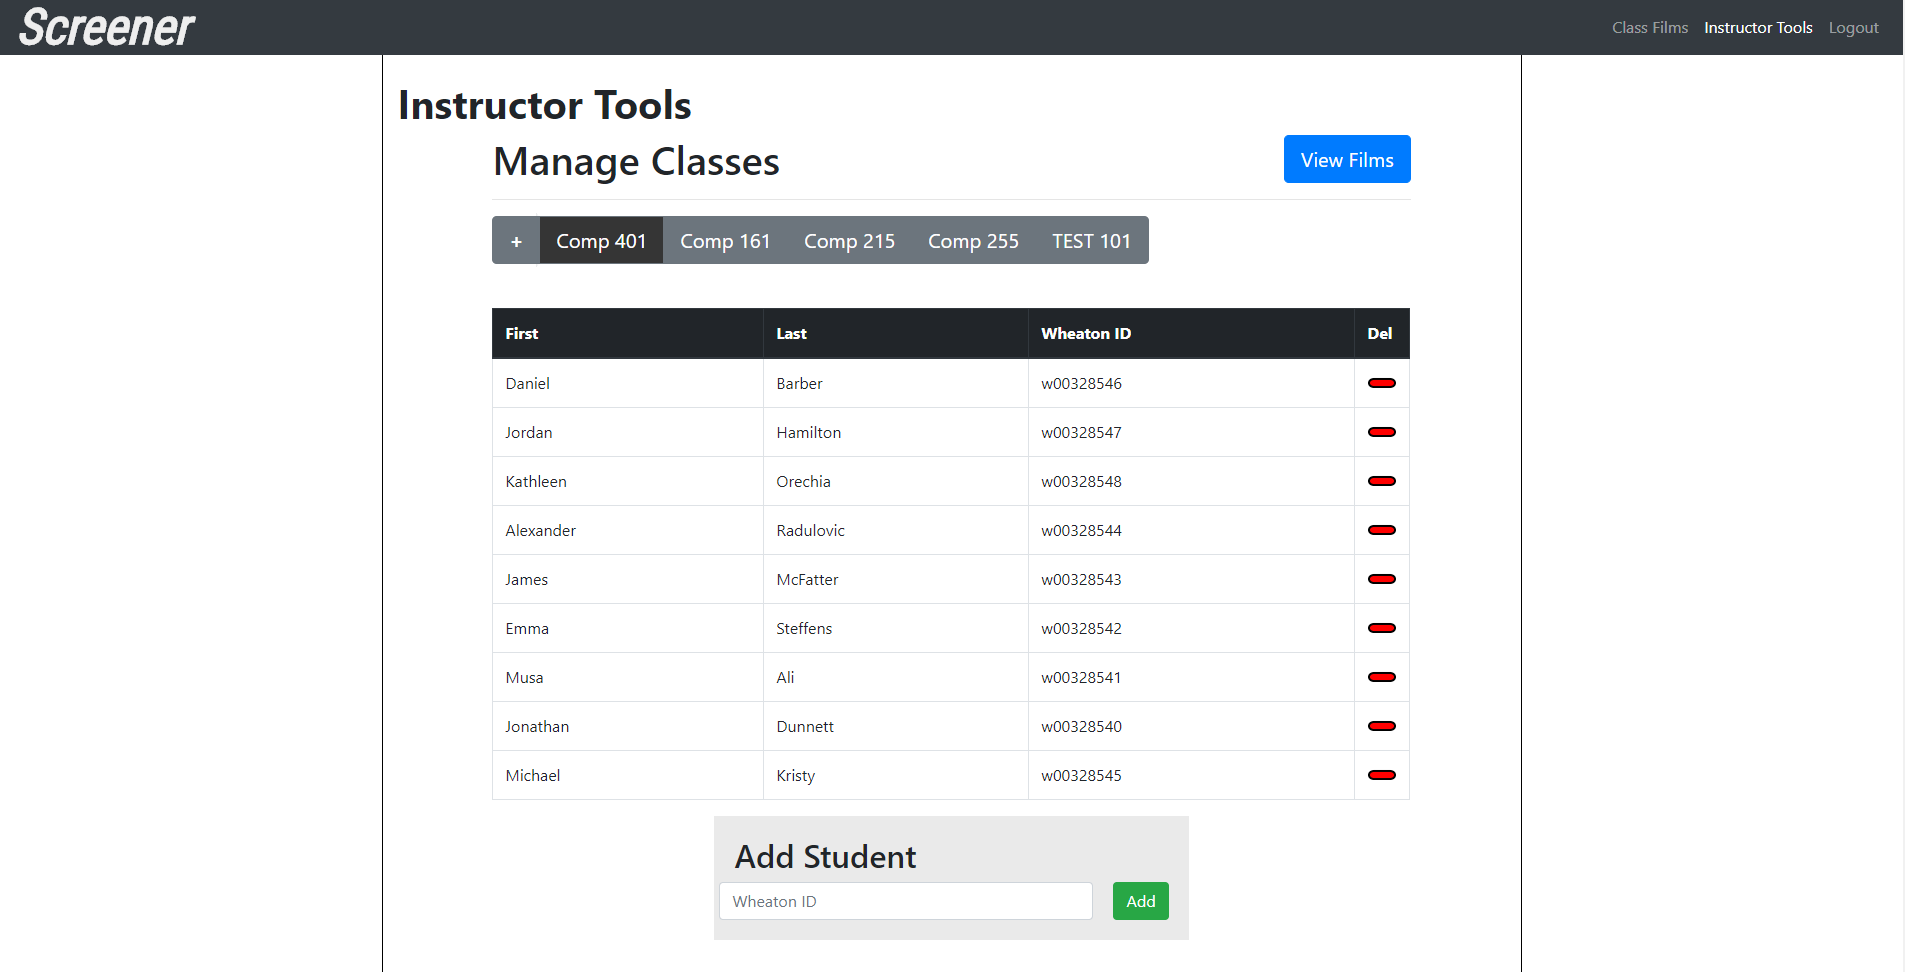 Screener
Class Films Instructor Tools Logout
Instructor Tools
Manage Classes
View Films
+ Comp 401 Comp 161 Comp 215 Comp 255 TEST 101
First Last Wheaton ID Del
Daniel Barber w00328546
Jordan Hamilton w00328547
Kathleen Orechia w00328548
Alexander Radulovic w00328544
James McFatter w00328543
Emma Steffens w00328542
Musa Ali w00328541
Jonathan Dunnett w00328540
Michael Kristy w00328545
Add Student
Wheaton ID Add